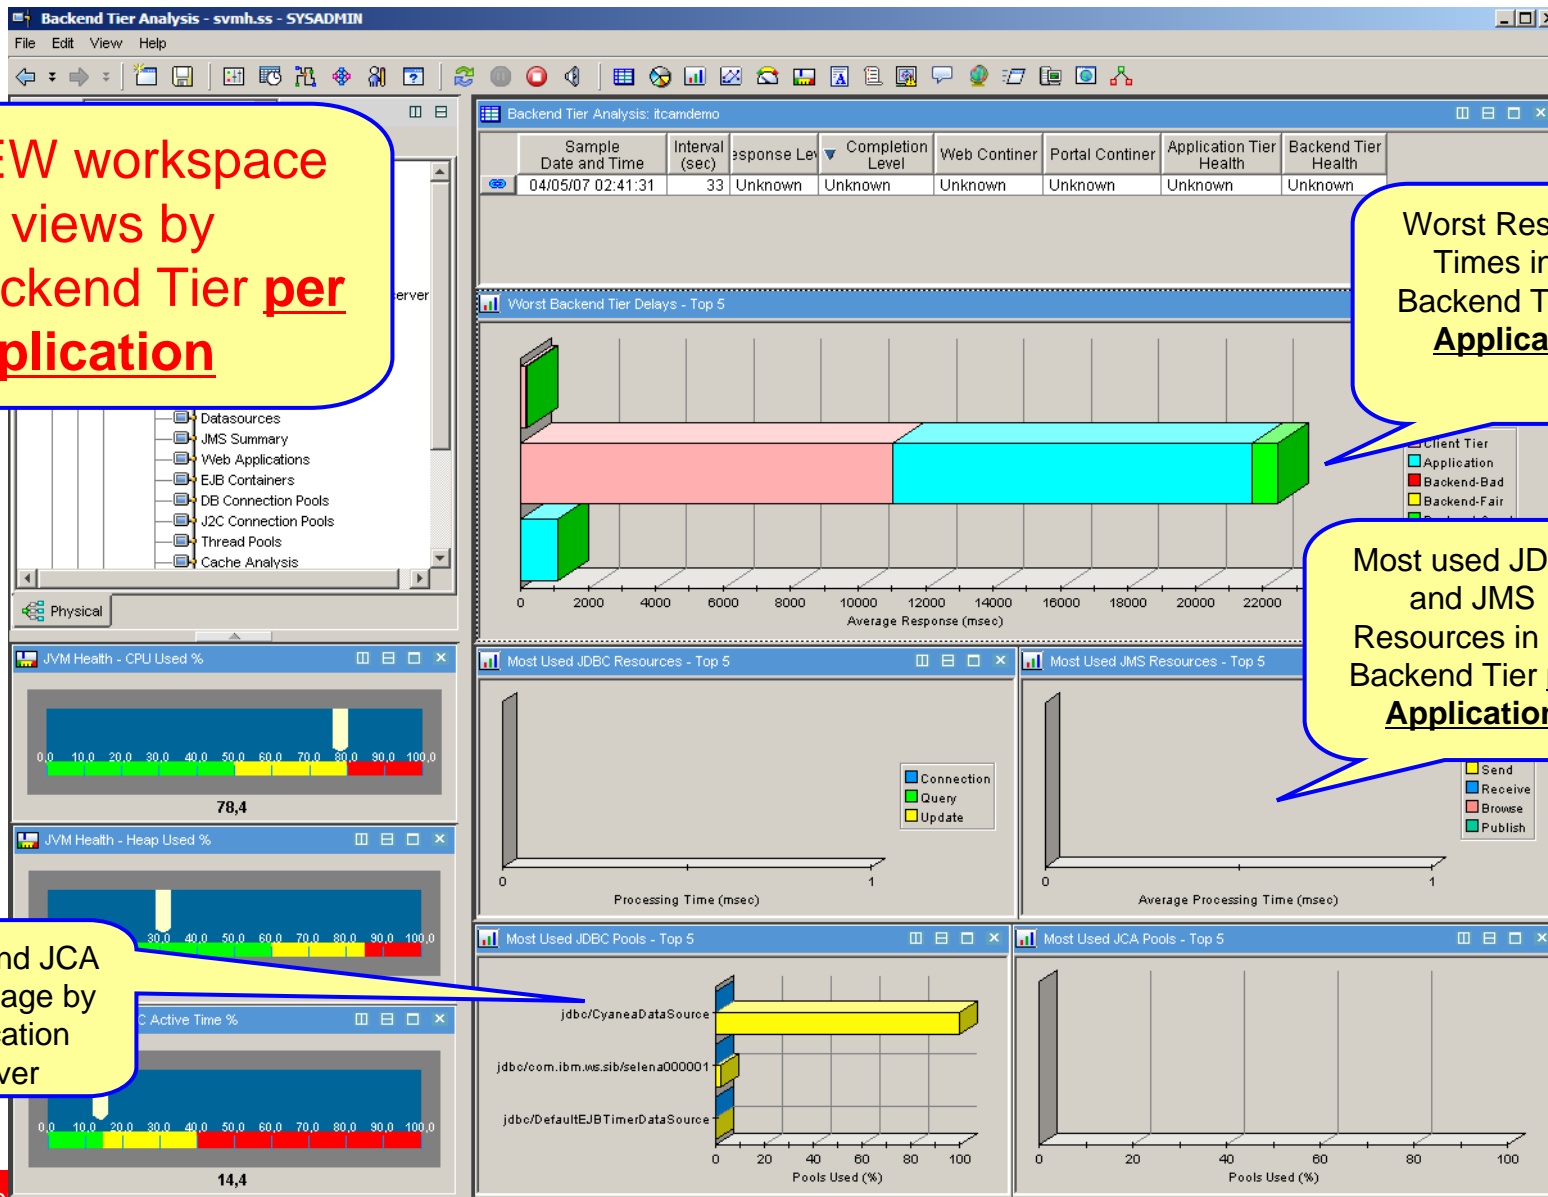 Backend Tier Analysis - svmh.ss - SYSADMIN
File Edit View Help
EW workspace
views by
ckend Tier per
plication
erver
Datasources
JMS Summary
Web Applications
EJB Containers
DB Connection Pools
J2C Connection Pools
Thread Pools
Cache Analysis
Physical
Backend Tier Analysis: itcamdemo
Sample Date and Time
Interval (sec)
esponse Lev
Completion Level
Web Continer
Portal Continer
Application Tier Health
Backend Tier Health
04/05/07 02:41:31 33 Unknown Unknown Unknown Unknown Unknown Unknown
Worst Backend Tier Delays - Top 5
Worst Res
Times in
Backend T
Applica
Client Tier
Application
Backend-Bad
Backend-Fair
0 2000 4000 6000 8000 10000 12000 14000 16000 18000 20000 22000
Average Response (msec)
Most used JD
and JMS
Resources in
Backend Tier
Application
JVM Health - CPU Used %
0,0 10,0 20,0 30,0 40,0 50,0 60,0 70,0 80,0 90,0 100,0
78,4
JVM Health - Heap Used %
30,0 40,0 50,0 60,0 70,0 80,0 90,0 100,0
nd JCA
age by
ation
ver
C Active Time %
0,0 10,0 20,0 30,0 40,0 50,0 60,0 70,0 80,0 90,0 100,0
14,4
Most Used JDBC Resources - Top 5
Connection
Query
Update
0 1
Processing Time (msec)
Most Used JMS Resources - Top 5
Send
Receive
Browse
Publish
0 1
Average Processing Time (msec)
Most Used JDBC Pools - Top 5
jdbc/CyaneaDataSource
jdbc/com.ibm.ws.sib/selena000001
jdbc/DefaultEJBTimerDataSource
0 20 40 60 80 100
Pools Used (%)
Most Used JCA Pools - Top 5
0 20 40 60 80 100
Pools Used (%)